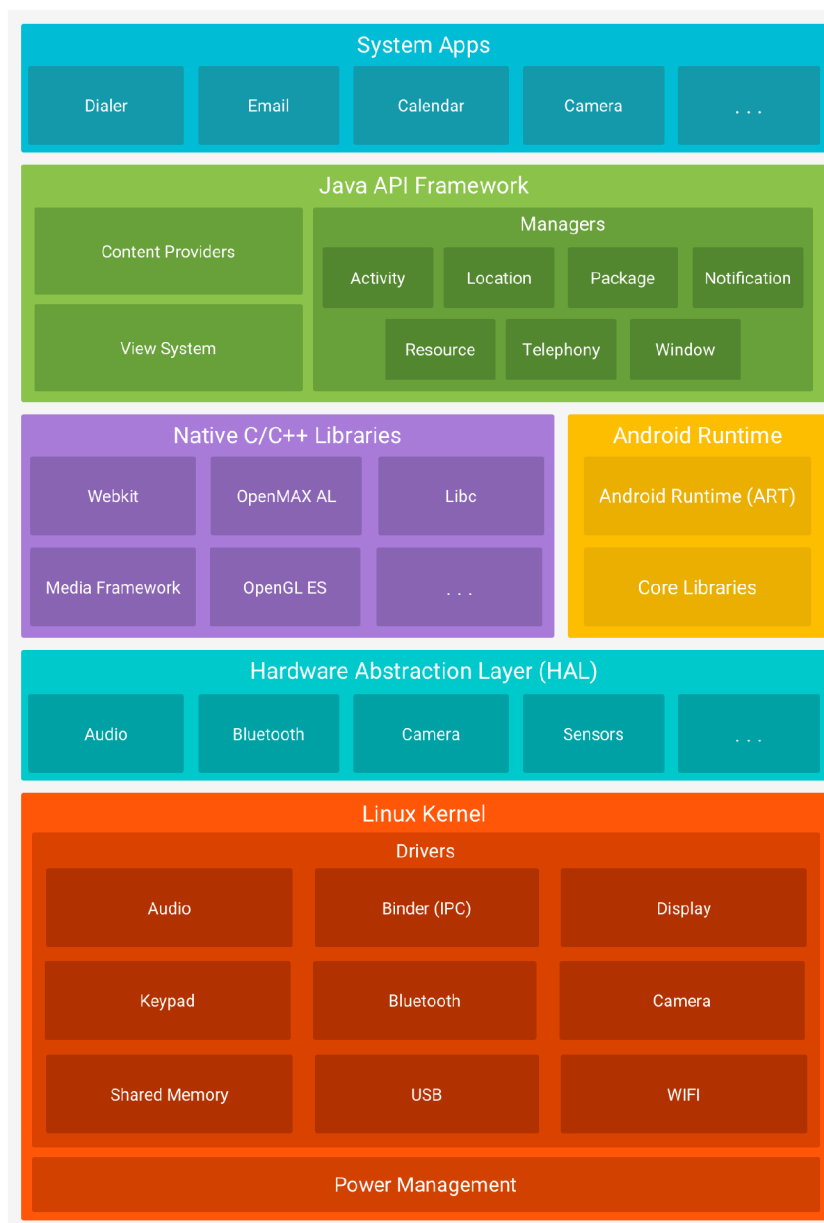 System Apps
Dialer
Email
Calendar
Camera
. . .
Java API Framework
Content Providers
View System
Managers
Activity
Location
Package
Notification
Resource
Telephony
Window
Native C/C++ Libraries
Webkit
OpenMAX AL
Libc
Media Framework
OpenGL ES
. . .
Android Runtime
Android Runtime (ART)
Core Libraries
Hardware Abstraction Layer (HAL)
Audio
Bluetooth
Camera
Sensors
. . .
Linux Kernel
Drivers
Audio
Binder (IPC)
Display
Keypad
Bluetooth
Camera
Shared Memory
USB
WIFI
Power Management